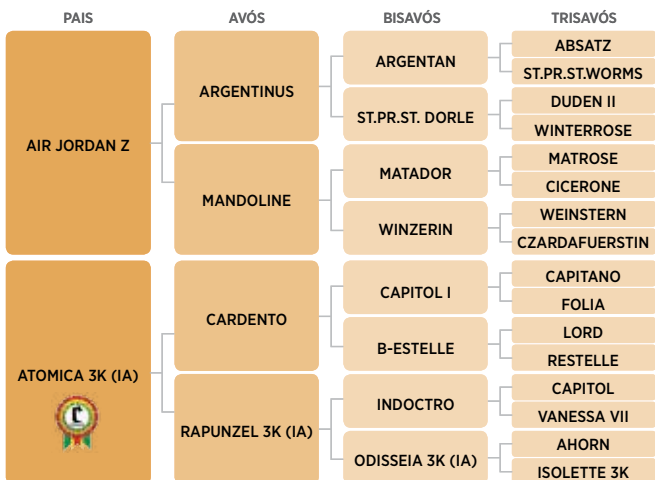 PAIS
AVÓS
BISAVÓS
TRISAVÓS
AIR JORDAN Z
ARGENTINUS
ARGENTAN
ABSATZ
ST.PR.ST.WORMS
ST.PR.ST. DORLE
DUDEN II
WINTERROSE
MANDOLINE
MATADOR
MATROSE
CICERONE
WINZERIN
WEINSTERN
CZARDAFUERSTIN
ATOMICA 3K (IA)
CARDENTO
CAPITOL I
CAPITANO
FOLIA
B-ESTELLE
LORD
RESTELLE
RAPUNZEL 3K (IA)
INDOCTRO
CAPITOL
VANESSA VII
ODISSEIA 3K (IA)
AHORN
ISOLETTE 3K